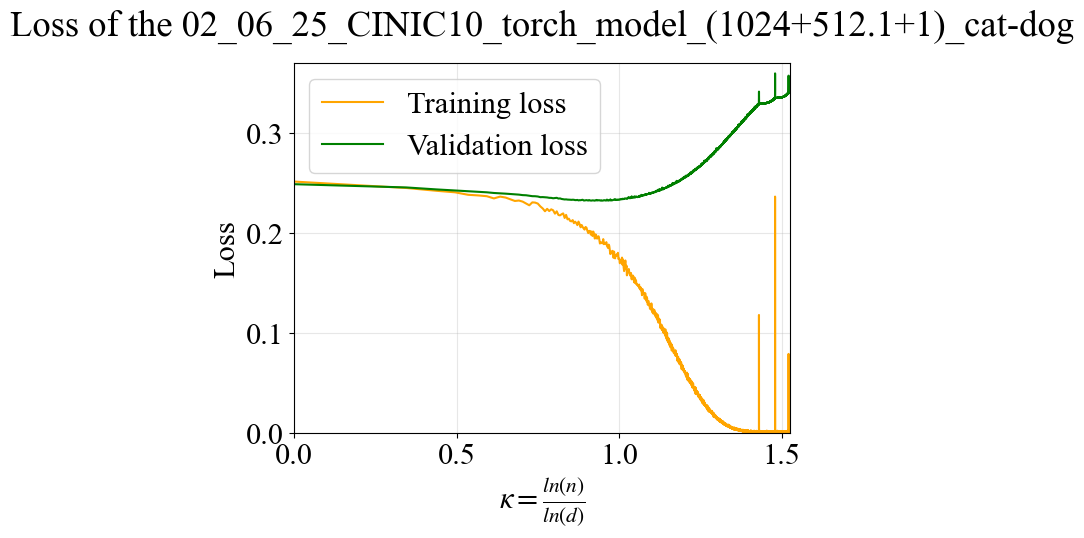 Loss of the 02_06_25_CINIC10_torch_model_(1024+512.1+1)_cat-dog
Training loss
Validation loss
Loss
0.3
0.2
0.1
0.0
0.0 0.5 1.0 1.5
κ = ln(n)/ln(d)